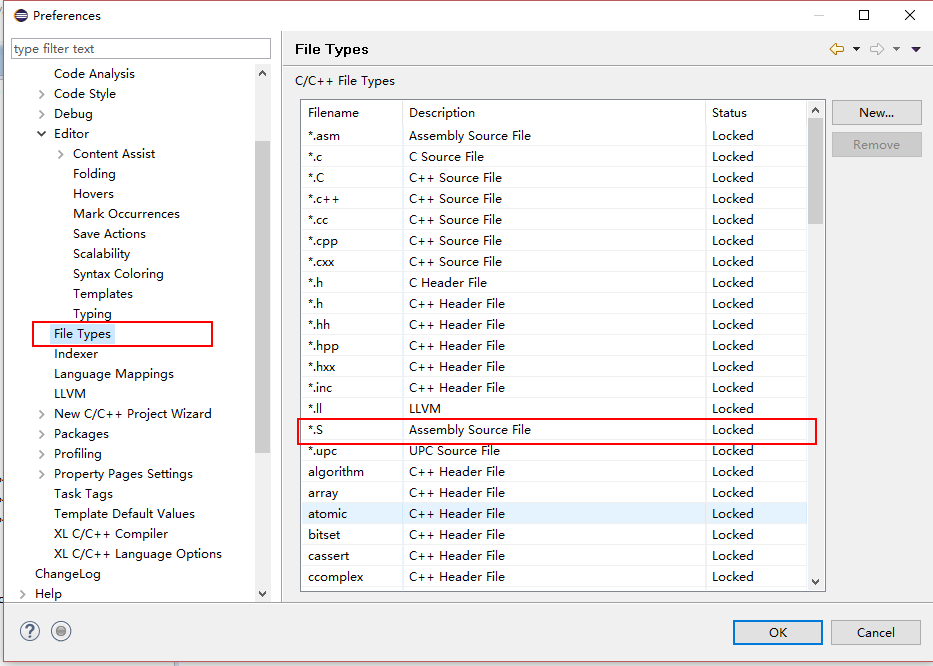 Preferences
type filter text
Code Analysis
Code Style
Debug
Editor
Content Assist
Folding
Hovers
Mark Occurrences
Save Actions
Scalability
Syntax Coloring
Templates
Typing
File Types
Indexer
Language Mappings
LLVM
New C/C++ Project Wizard
Packages
Profiling
Property Pages Settings
Task Tags
Template Default Values
XL C/C++ Compiler
XL C/C++ Language Options
ChangeLog
Help
File Types
C/C++ File Types
Filename Description Status
*.asm Assembly Source File Locked
*.c C Source File Locked
*.C C++ Source File Locked
*.c++ C++ Source File Locked
*.cc C++ Source File Locked
*.cpp C++ Source File Locked
*.cxx C++ Source File Locked
*.h C Header File Locked
*.h C++ Header File Locked
*.hh C++ Header File Locked
*.hpp C++ Header File Locked
*.hxx C++ Header File Locked
*.inc C++ Header File Locked
*.ll LLVM Locked
*.S Assembly Source File Locked
*.upc UPC Source File Locked
algorithm C++ Header File Locked
array C++ Header File Locked
atomic C++ Header File Locked
bitset C++ Header File Locked
cassert C++ Header File Locked
ccomplex C++ Header File Locked
New...
Remove
?
OK
Cancel